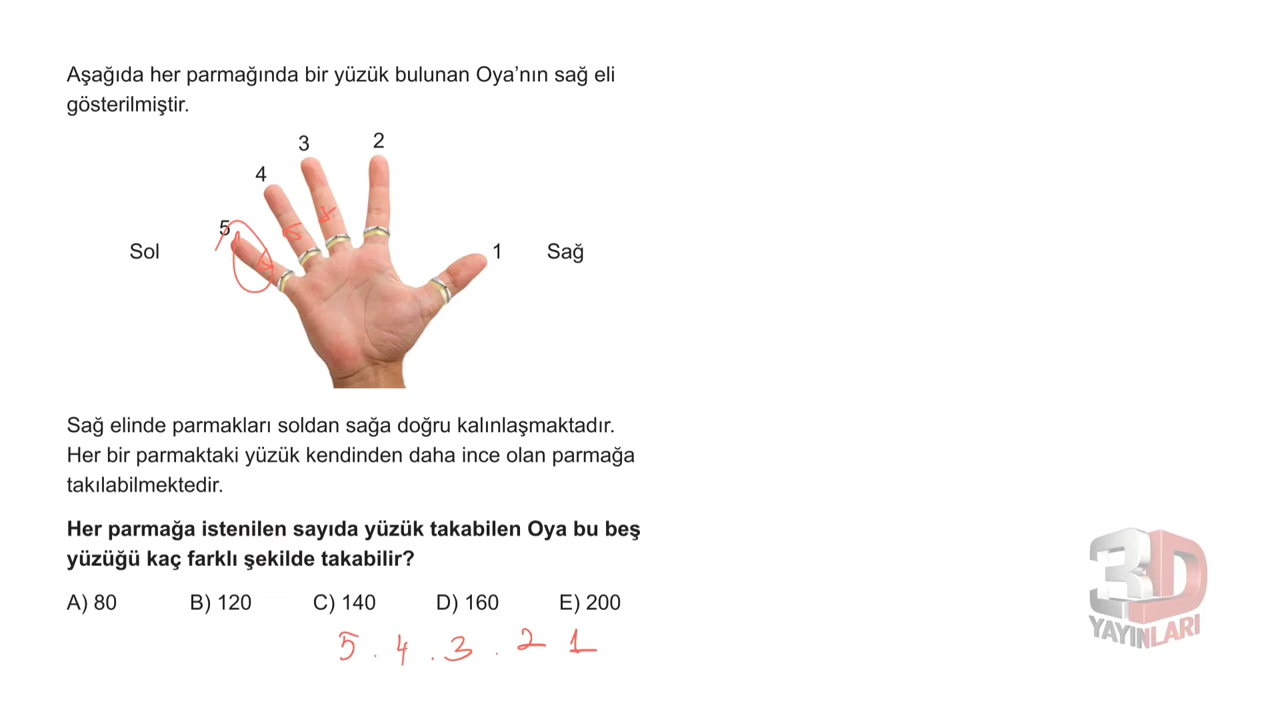 Aşağıda her parmağında bir yüzük bulunan Oya’nın sağ eli
gösterilmiştir.
3
2
4
5
Sol
1
Sağ
Sağ elinde parmakları soldan sağa doğru kalınlaşmaktadır.
Her bir parmaktaki yüzük kendinden daha ince olan parmağa
takılabilmektedir.
Her parmağa istenilen sayıda yüzük takabilen Oya bu beş
yüzüğü kaç farklı şekilde takabilir?
A) 80 B) 120 C) 140 D) 160 E) 200
5 . 4 . 3 . 2 1
3D
YAYINLARI